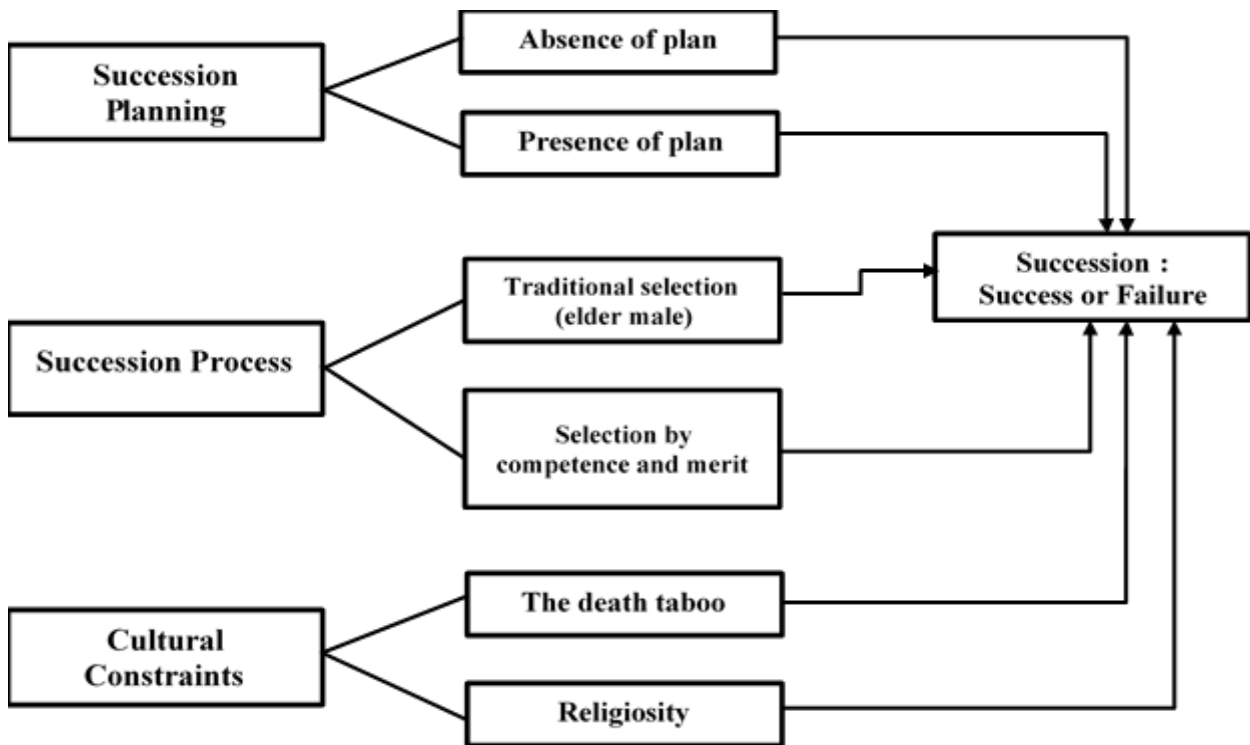 Succession
Planning
Absence of plan
Presence of plan
Succession Process
Traditional selection
(elder male)
Selection by
competence and merit
Cultural
Constraints
The death taboo
Religiosity
Succession :
Success or Failure